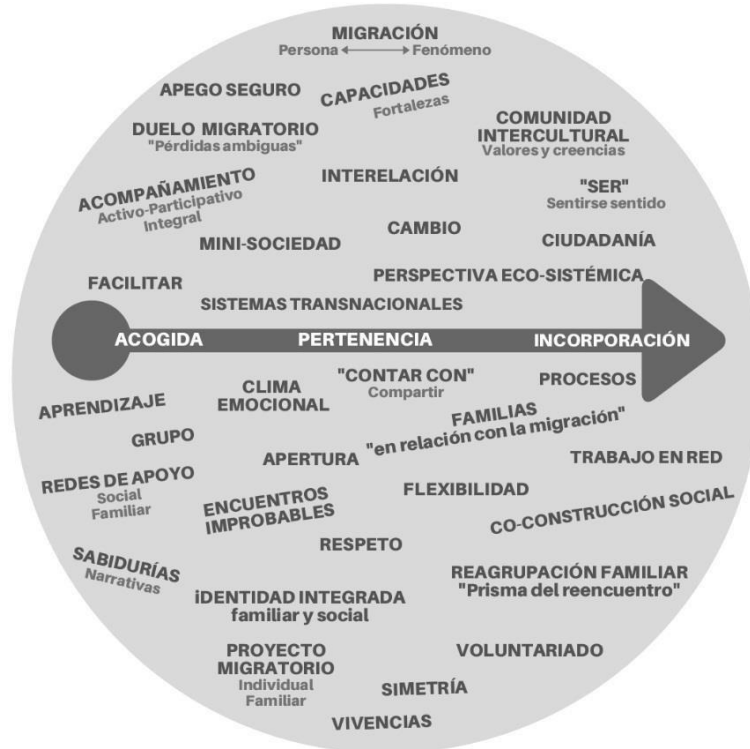 MIGRACIÓN
Persona Fenómeno
APEGO SEGURO
CAPACIDADES
Fortalezas
DUELO MIGRATORIO
"Pérdidas ambiguas"
COMUNIDAD
INTERCULTURAL
Valores y creencias
ACOMPAÑAMIENTO
Activo-Participativo
Integral
INTERELACIÓN
"SER"
Sentirse sentido
MINI-SOCIEDAD
CAMBIO
CIUDADANÍA
FACILITAR
PERSPECTIVA ECO-SISTÉMICA
SISTEMAS TRANSNACIONALES
ACOGIDA
PERTENENCIA
INCORPORACIÓN
APRENDIZAJE
CLIMA
EMOCIONAL
"CONTAR CON"
Compartir
PROCESOS
GRUPO
FAMILIAS
"en relación con la migración"
APERTURA
TRABAJO EN RED
REDES DE APOYO
Social
Familiar
ENCUENTROS
IMPROBABLES
FLEXIBILIDAD
CO-CONSTRUCCIÓN SOCIAL
RESPETO
SABIDURÍAS
Narrativas
iDENTIDAD INTEGRADA
familiar y social
REAGRUPACIÓN FAMILIAR
"Prisma del reencuentro"
PROYECTO
MIGRATORIO
Individual
Familiar
VOLUNTARIADO
SIMETRÍA
VIVENCIAS